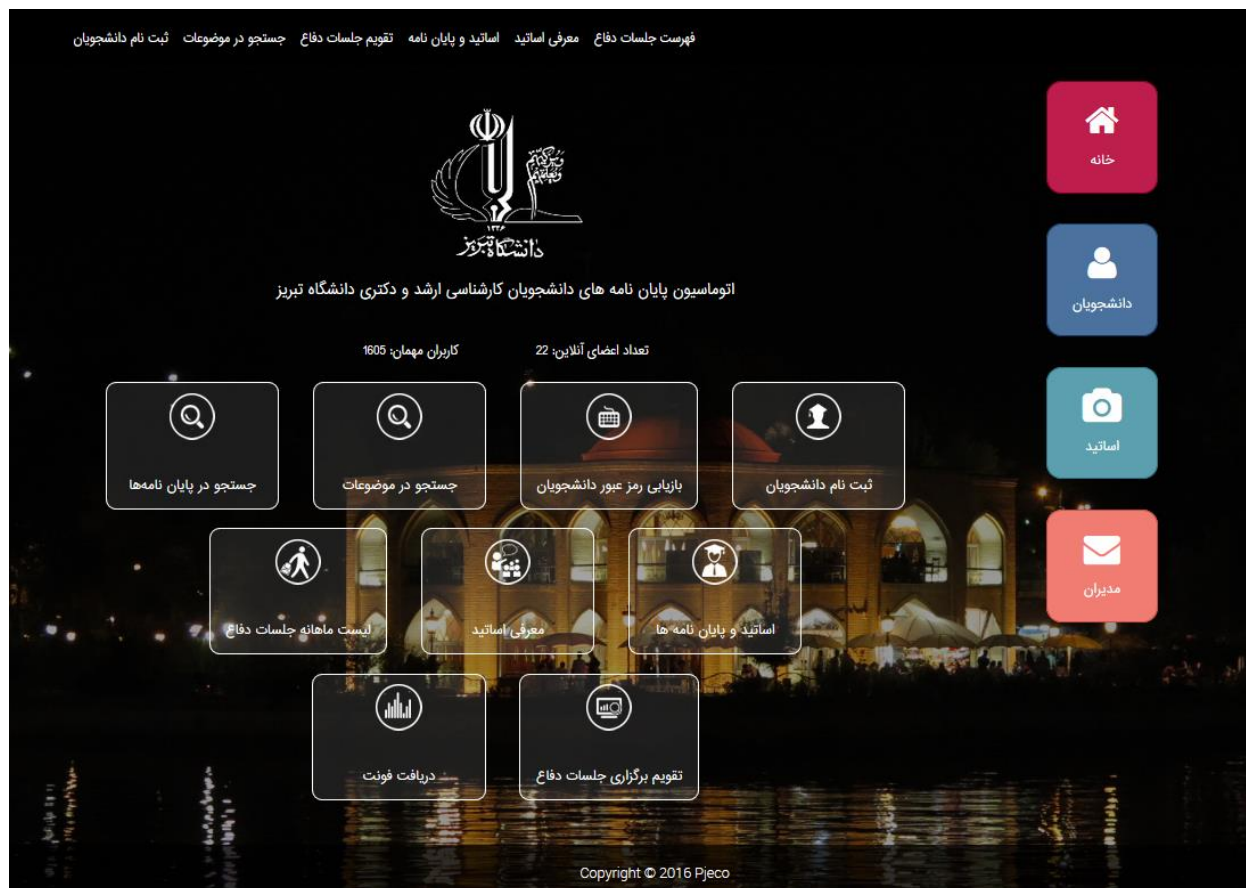 فهرست جلسات دفاع معرفی اساتید اساتید و پایان نامه تقویم جلسات دفاع جستجو در موضوعات ثبت نام دانشجویان
خانه
دانشجویان
اساتید
مدیران
۱۳۲۶
دانشگاه تبریز
اتوماسیون پایان نامه های دانشجویان کارشناسی ارشد و دکتری دانشگاه تبریز
تعداد اعضای آنلاین: 22 کاربران مهمان: 1605
ثبت نام دانشجویان بازیابی رمز عبور دانشجویان جستجو در موضوعات جستجو در پایان نامه‌ها
اساتید و پایان نامه ها معرفی اساتید لیست ماهانه جلسات دفاع
تقویم برگزاری جلسات دفاع دریافت فونت
Copyright © 2016 Pjeco